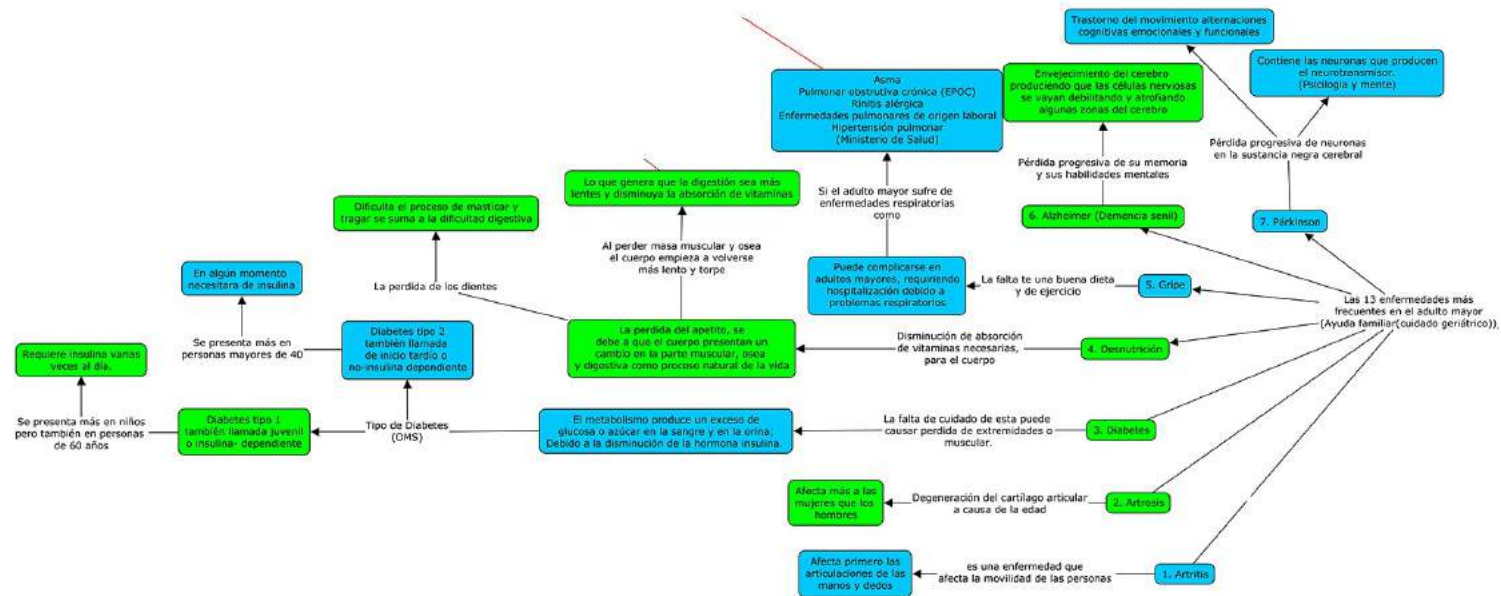 Trastorno del movimiento alternaciones
cognitivas emocionales y funcionales
Contiene las neuronas que producen
el neurotransmisor.
(Psicilogia y mente)
Asma
Pulmonar obstrutiva crónica (EPOC)
Rinitis alérgica
Enfermedades pulmonares de origen laboral
Hipertensión pulmonar
(Ministerio de Salud)
Envejecimiento del cerebro
produciendo que las células nerviosas
se vayan debilitando y atrofiando
algunas zonas del cerebro
Pérdida progresiva de neuronas
en la sustancia negra cerebral
Pérdida progresiva de su memoria
y sus habilidades mentales
Lo que genera que la digestión sea más
lentes y disminuya la absorción de vitaminas
Si el adulto mayor sufre de
enfermedades respiratorias
como
Dificulta el proceso de masticar y
tragar se suma a la dificultad digestiva
6. Alzheimer (Demencia senil)
7. Párkinson
Al perder masa muscular y osea
el cuerpo empieza a volverse
más lento y torpe
En algún momento
necesitara de insulina
La perdida de los dientes
Puede complicarse en
adultos mayores, requiriendo
hospitalización debido a
problemas respiratorios
La falta te una buena dieta
y de ejercicio
5. Gripe
Las 13 enfermedades más
frecuentes en el adulto mayor
(Ayuda familiar(cuidado geriátrico)),
Se presenta más en
personas mayores de 40
Diabetes tipo 2
también llamada
de inicio tardío o
no-insulina dependiente
La perdida del apetito, se
debe a que el cuerpo presentan un
cambio en la parte muscular, osea
y digestiva como proceso natural de la vida
Disminución de absorción
de vitaminas necesarias,
para el cuerpo
4. Desnutrición
Requiere insulina varias
veces al día.
Se presenta más en niños
pero también en personas
de 60 años
Diabetes tipo 1
también llamada juvenil
o insulina- dependiente
Tipo de Diabetes
(OMS)
El metabolismo produce un exceso de
glucosa o azúcar en la sangre y en la orina;
Debido a la disminución de la hormona insulina.
La falta de cuidado de esta puede
causar perdida de extremidades o
muscular.
3. Diabetes
Afecta más a las
mujeres que los
hombres
Degeneración del cartílago articular
a causa de la edad
2. Artrosis
Afecta primero las
articulaciones de las
manos y dedos
es una enfermedad que
afecta la movilidad de las personas
1. Artritis